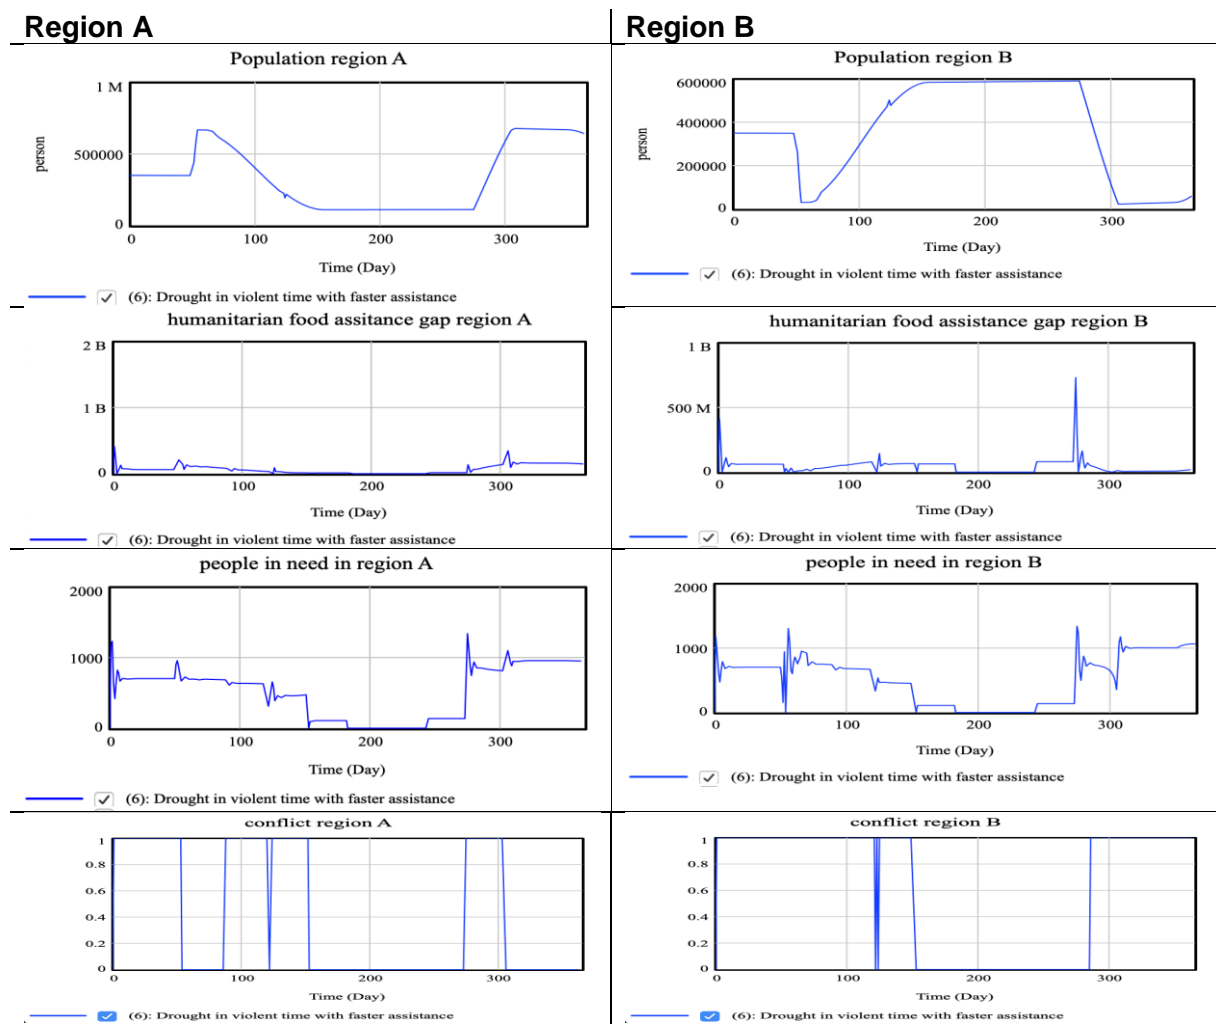 Region A
Region B
Population region A
1 M
500000
0
person
0 100 200 300
Time (Day)
(6): Drought in violent time with faster assistance
Population region B
600000
400000
200000
0
person
0 100 200 300
Time (Day)
(6): Drought in violent time with faster assistance
humanitarian food assitance gap region A
2 B
1 B
0
0 100 200 300
Time (Day)
(6): Drought in violent time with faster assistance
humanitarian food assistance gap region B
1 B
500 M
0
0 100 200 300
Time (Day)
(6): Drought in violent time with faster assistance
people in need in region A
2000
1000
0
0 100 200 300
Time (Day)
(6): Drought in violent time with faster assistance
people in need in region B
2000
1000
0
0 100 200 300
Time (Day)
(6): Drought in violent time with faster assistance
conflict region A
1
0.8
0.6
0.4
0.2
0
0 100 200 300
Time (Day)
(6): Drought in violent time with faster assistance
conflict region B
1
0.8
0.6
0.4
0.2
0
0 100 200 300
Time (Day)
(6): Drought in violent time with faster assistance